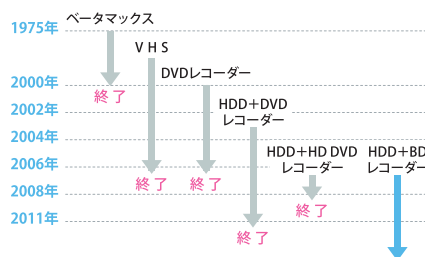 ベータマックス
1975年
V H S
DVDレコーダー
2000年
終 了
HDD+DVD
レコーダー
2002年
2004年
HDD+HD DVD
レコーダー
HDD+BD
レコーダー
2006年
終 了
終 了
2008年
終 了
2011年
終 了